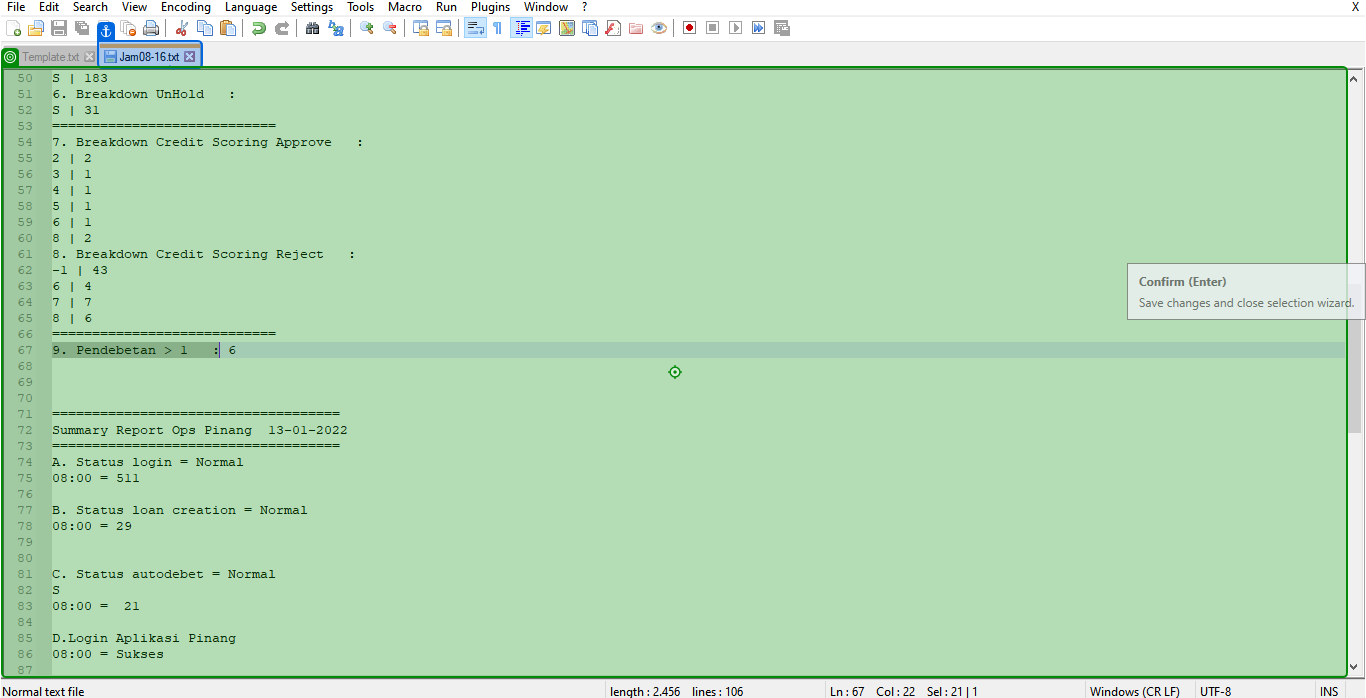 File Edit Search View Encoding Language Settings Tools Macro Run Plugins Window ? X
Template.txt Jam08-16.txt
50 S | 183
51 6. Breakdown UnHold :
52 S | 31
53 ============================
54 7. Breakdown Credit Scoring Approve :
55 2 | 2
56 3 | 1
57 4 | 1
58 5 | 1
59 6 | 1
60 8 | 2
61 8. Breakdown Credit Scoring Reject :
62 -1 | 43
63 6 | 4
64 7 | 7
65 8 | 6
66 ============================
67 9. Pendebetan > 1 : 6
68
69
70
71 ====================================
72 Summary Report Ops Pinang 13-01-2022
73 ====================================
74 A. Status login = Normal
75 08:00 = 511
76
77 B. Status loan creation = Normal
78 08:00 = 29
79
80
81 C. Status autodebet = Normal
82 S
83 08:00 = 21
84
85 D.Login Aplikasi Pinang
86 08:00 = Sukses
87
Confirm (Enter)
Save changes and close selection wizard.
Normal text file length : 2.456 lines : 106 Ln : 67 Col : 22 Sel : 21 | 1 Windows (CR LF) UTF-8 INS